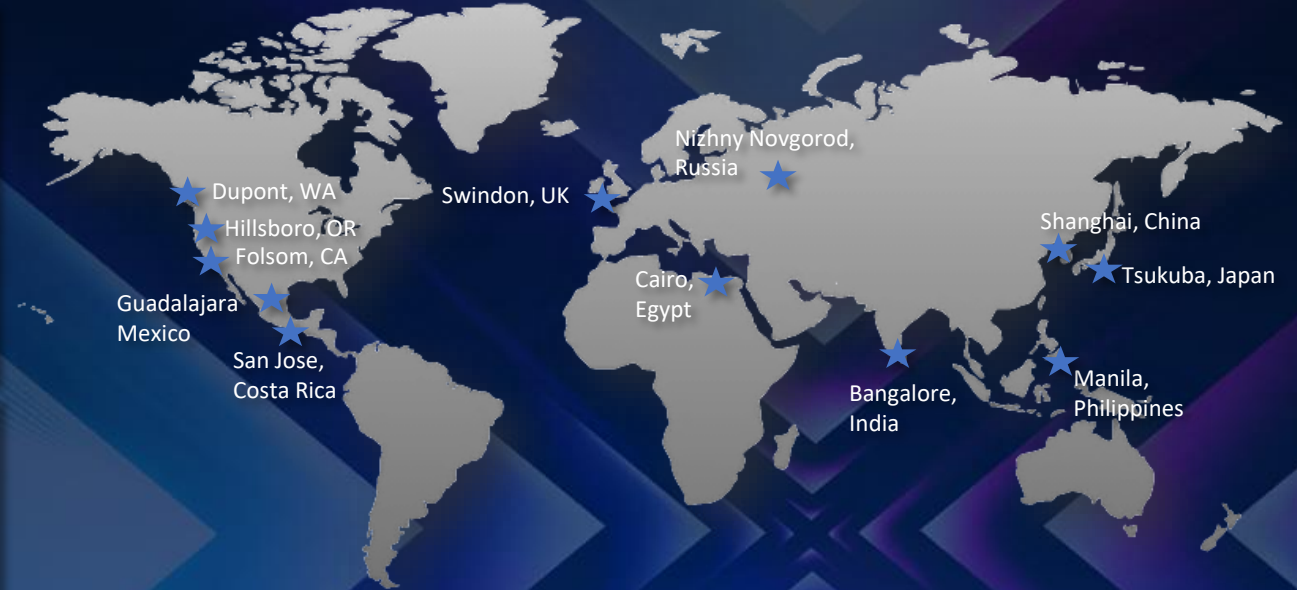 Nizhny Novgorod,
Russia
Dupont, WA
Swindon, UK
Hillsboro, OR
Shanghai, China
Folsom, CA
Tsukuba, Japan
Cairo,
Egypt
Guadalajara
Mexico
San Jose,
Costa Rica
Bangalore,
India
Manila,
Philippines